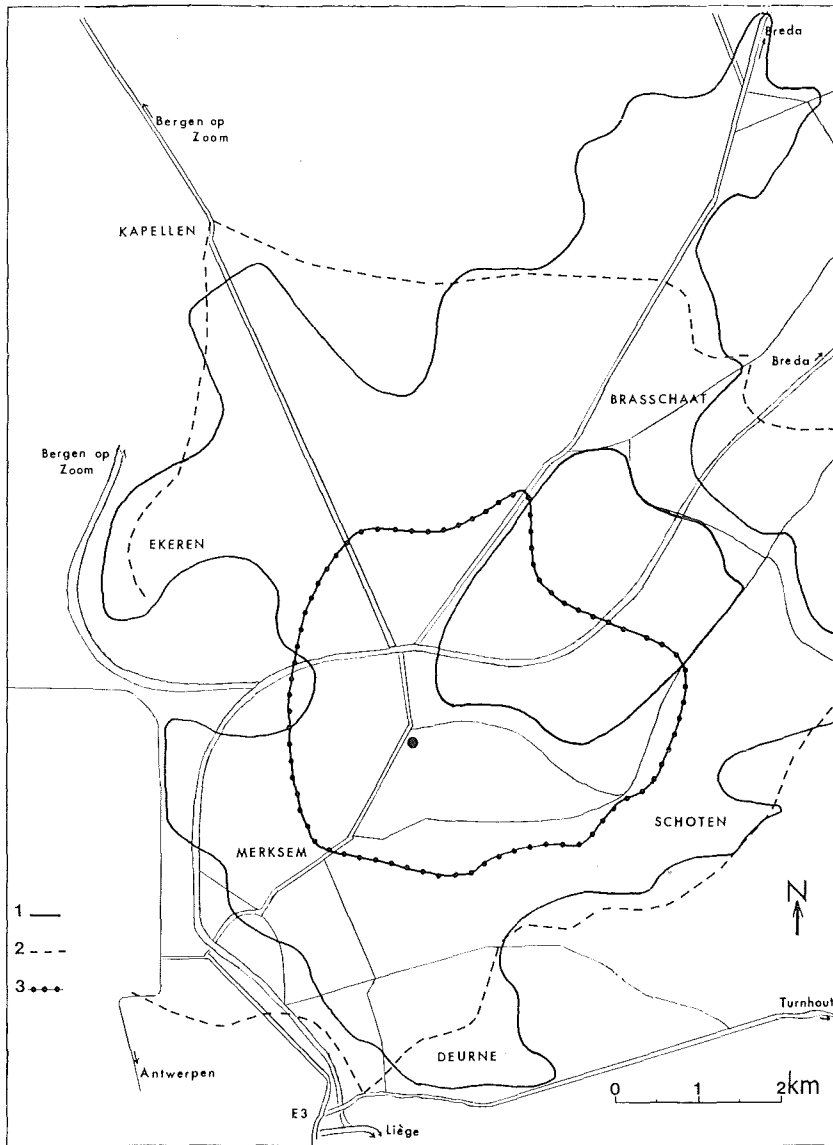 Breda
Bergen op
Zoom
KAPELLEN
Breda
BRASSCHAAT
Bergen op
Zoom
EKEREN
SCHOTEN
MERKSEM
N
1
2
3
Turnhout
DEURNE
Antwerpen
0 1 2km
E3
Liège